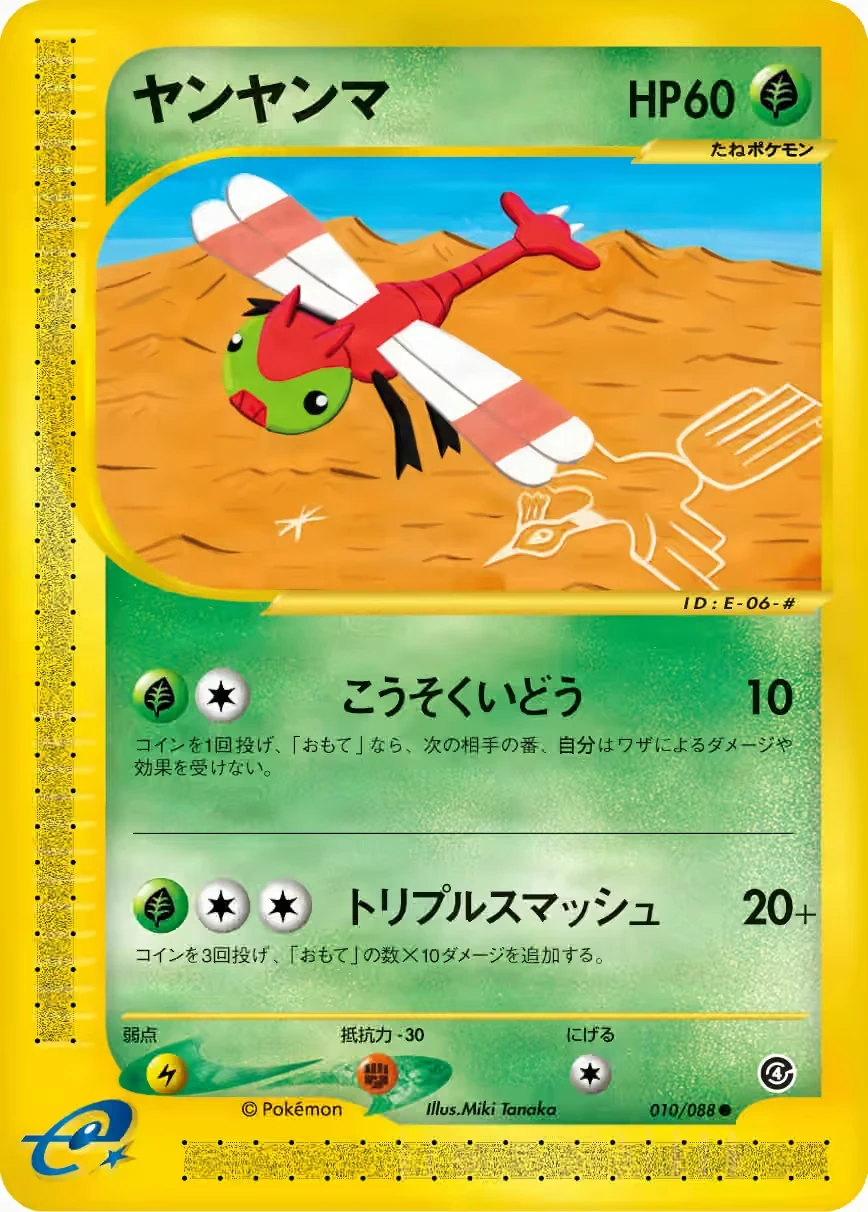 ヤンヤンマ HP60
たねポケモン
ID:E-06-#
こうそくいどう 10
コインを1回投げ、「おもて」なら、次の相手の番、自分はワザによるダメージや
効果を受けない。
トリプルスマッシュ 20+
コインを3回投げ、「おもて」の数×10ダメージを追加する。
弱点 抵抗力 -30 にげる
4
© Pokémon Illus.Miki Tanaka 010/088●
e